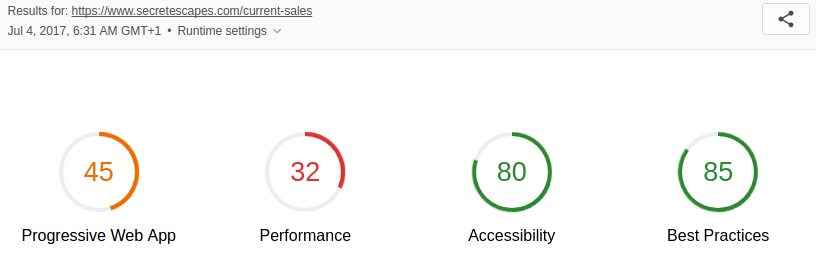 Results for: https://www.secretescapes.com/current-sales
Jul 4, 2017, 6:31 AM GMT+1 • Runtime settings
45 32 80 85
Progressive Web App Performance Accessibility Best Practices